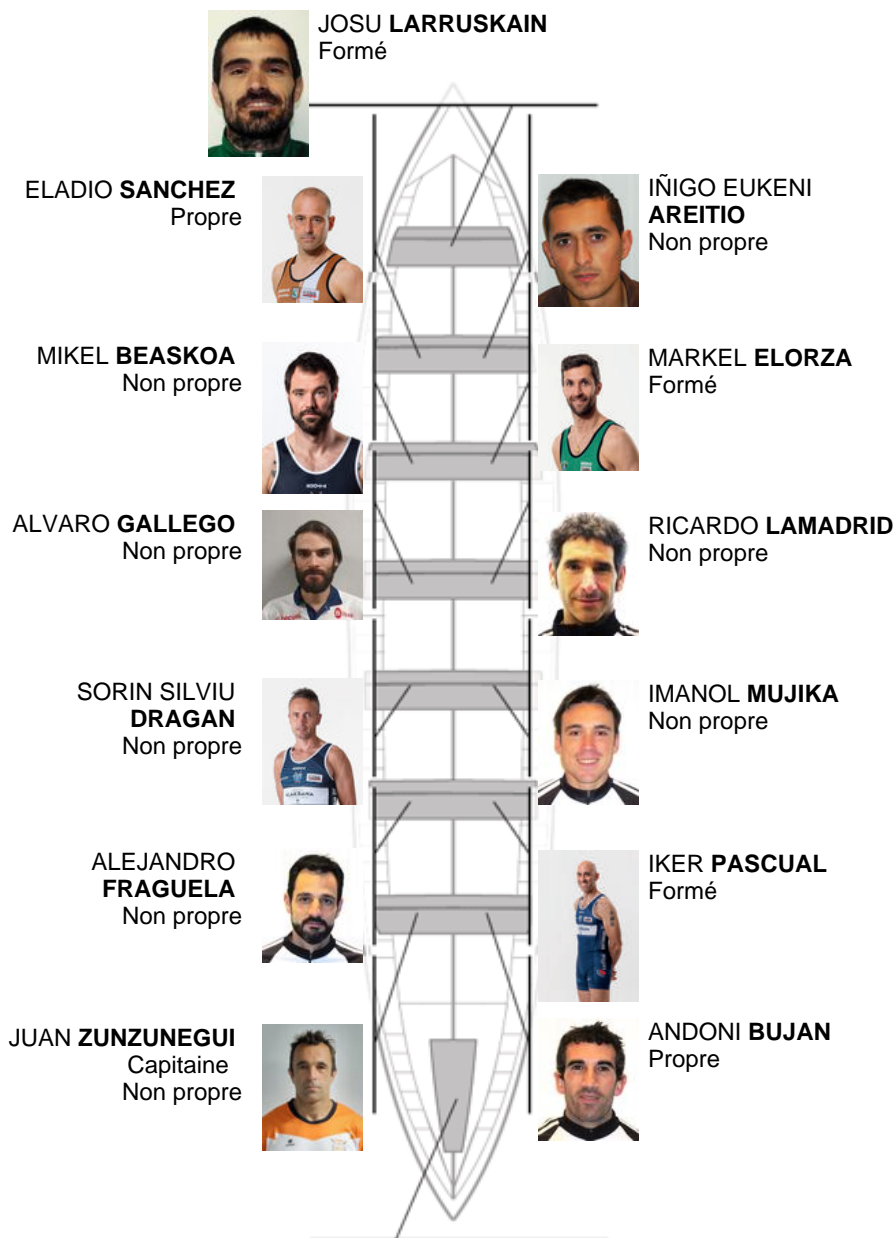 JOSU LARRUSKAIN
Formé
ELADIO SANCHEZ
Propre
IÑIGO EUKENI
AREITIO
Non propre
MIKEL BEASKOA
Non propre
MARKEL ELORZA
Formé
ALVARO GALLEGO
Non propre
RICARDO LAMADRID
Non propre
SORIN SILVIU
DRAGAN
Non propre
IMANOL MUJIKA
Non propre
ALEJANDRO
FRAGUELA
Non propre
IKER PASCUAL
Formé
JUAN ZUNZUNEGUI
Capitaine
Non propre
ANDONI BUJAN
Propre